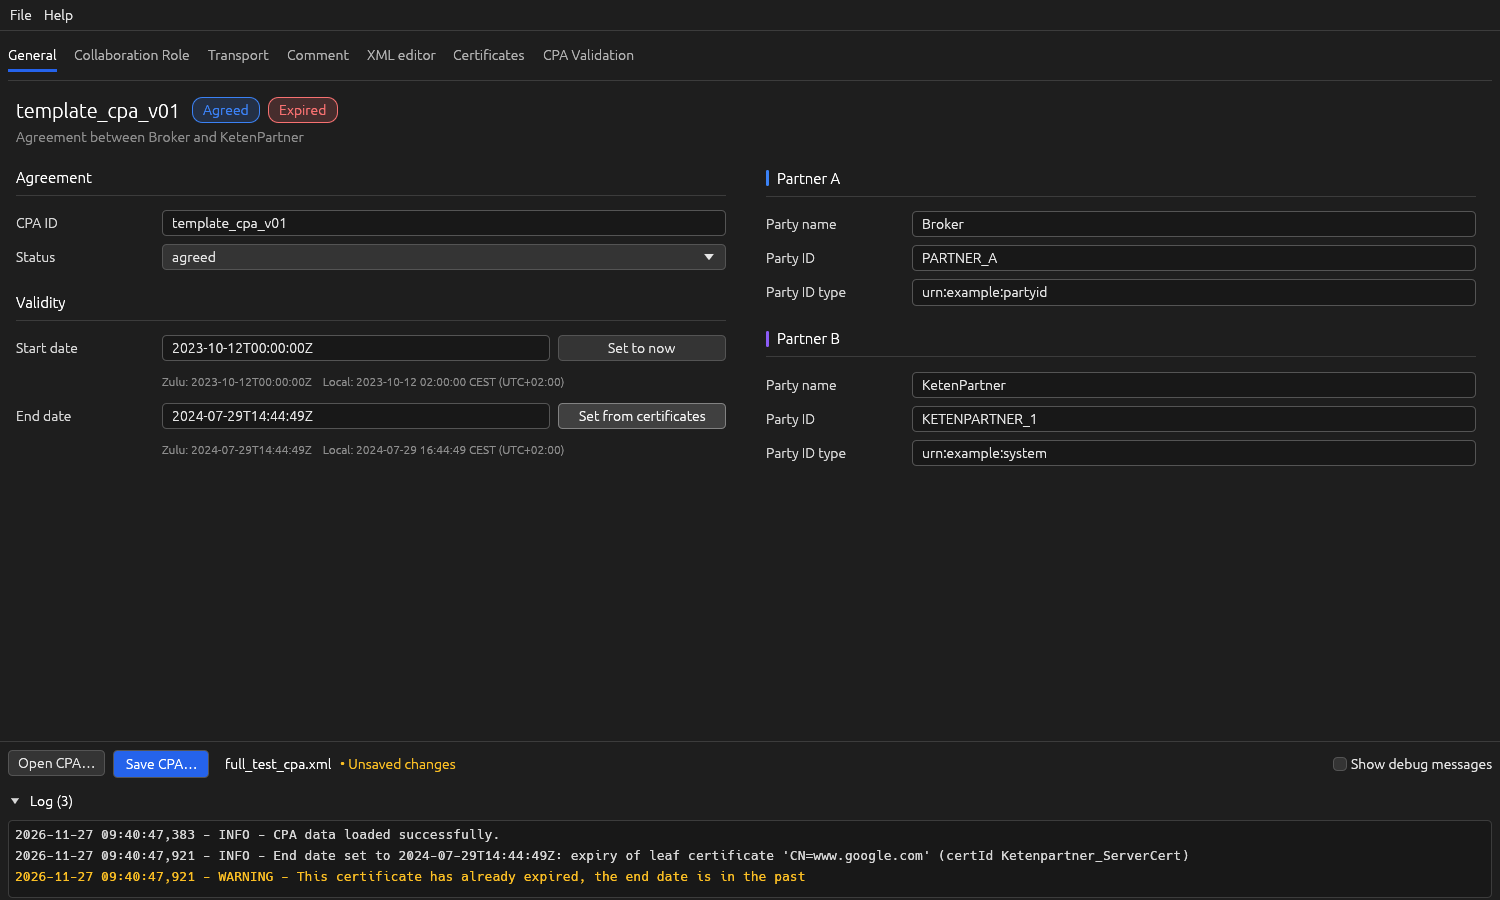 File Help
General Collaboration Role Transport Comment XML editor Certificates CPA Validation
template_cpa_v01 Agreed Expired
Agreement between Broker and KetenPartner
Agreement
CPA ID template_cpa_v01
Status agreed
Validity
Start date 2023-10-12T00:00:00Z Set to now
Zulu: 2023-10-12T00:00:00Z Local: 2023-10-12 02:00:00 CEST (UTC+02:00)
End date 2024-07-29T14:44:49Z Set from certificates
Zulu: 2024-07-29T14:44:49Z Local: 2024-07-29 16:44:49 CEST (UTC+02:00)
Partner A
Party name Broker
Party ID PARTNER_A
Party ID type urn:example:partyid
Partner B
Party name KetenPartner
Party ID KETENPARTNER_1
Party ID type urn:example:system
Open CPA... Save CPA... full_test_cpa.xml • Unsaved changes Show debug messages
Log (3)
2026-11-27 09:40:47,383 - INFO - CPA data loaded successfully.
2026-11-27 09:40:47,921 - INFO - End date set to 2024-07-29T14:44:49Z: expiry of leaf certificate 'CN=www.google.com' (certId Ketenpartner_ServerCert)
2026-11-27 09:40:47,921 - WARNING - This certificate has already expired, the end date is in the past